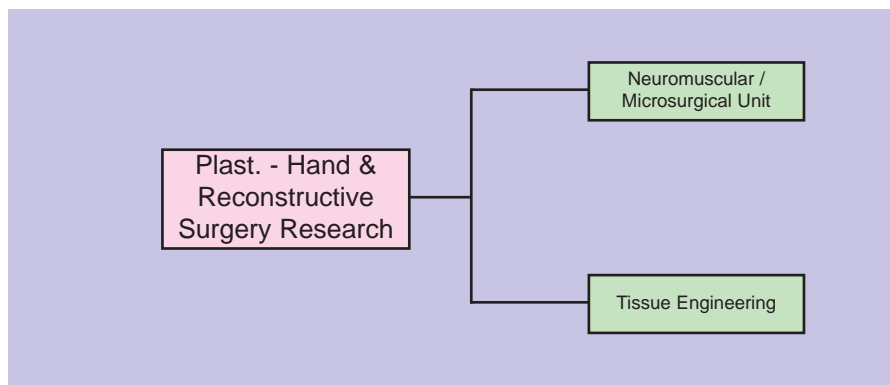 Neuromuscular /
Microsurgical Unit
Plast. - Hand &
Reconstructive
Surgery Research
Tissue Engineering